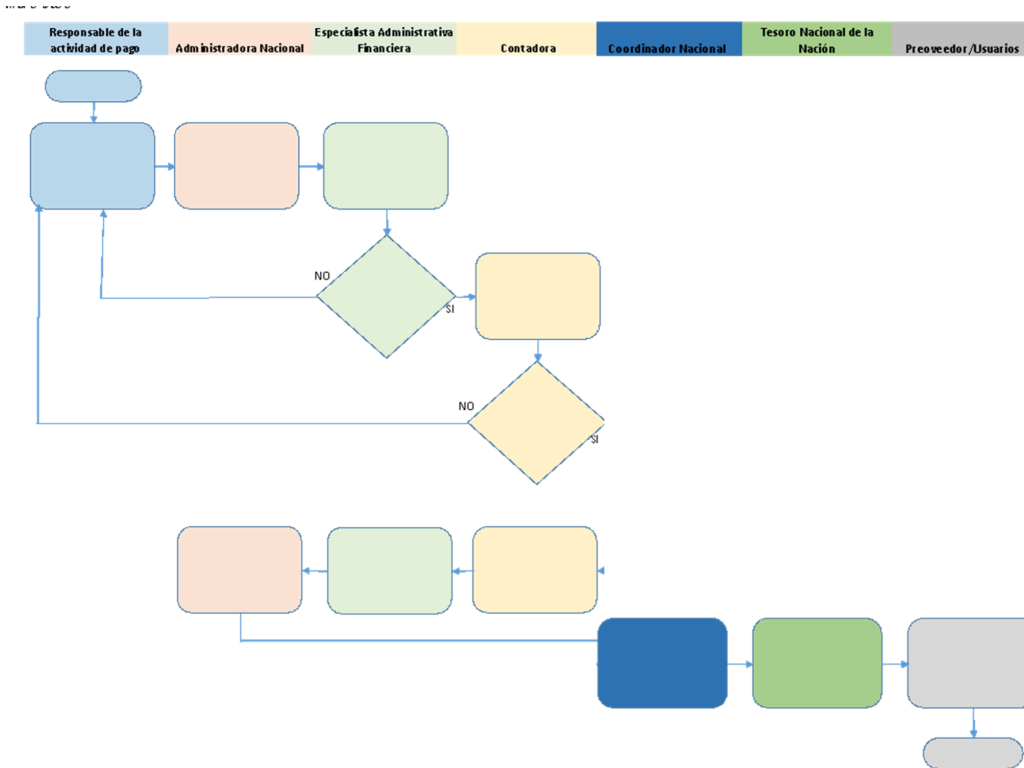 Responsable de la
actividad de pago
Administradora Nacional
Especialista Administrativa
Financiera
Contadora
Coordinador Nacional
Tesoro Nacional de la
Nación
Preoveedor/Usuarios
NO
SI
NO
SI